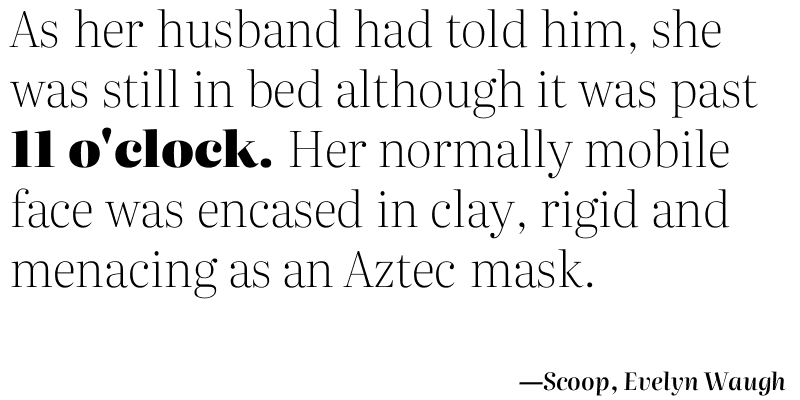 As her husband had told him, she
was still in bed although it was past
11 o'clock. Her normally mobile
face was encased in clay, rigid and
menacing as an Aztec mask.
—Scoop, Evelyn Waugh